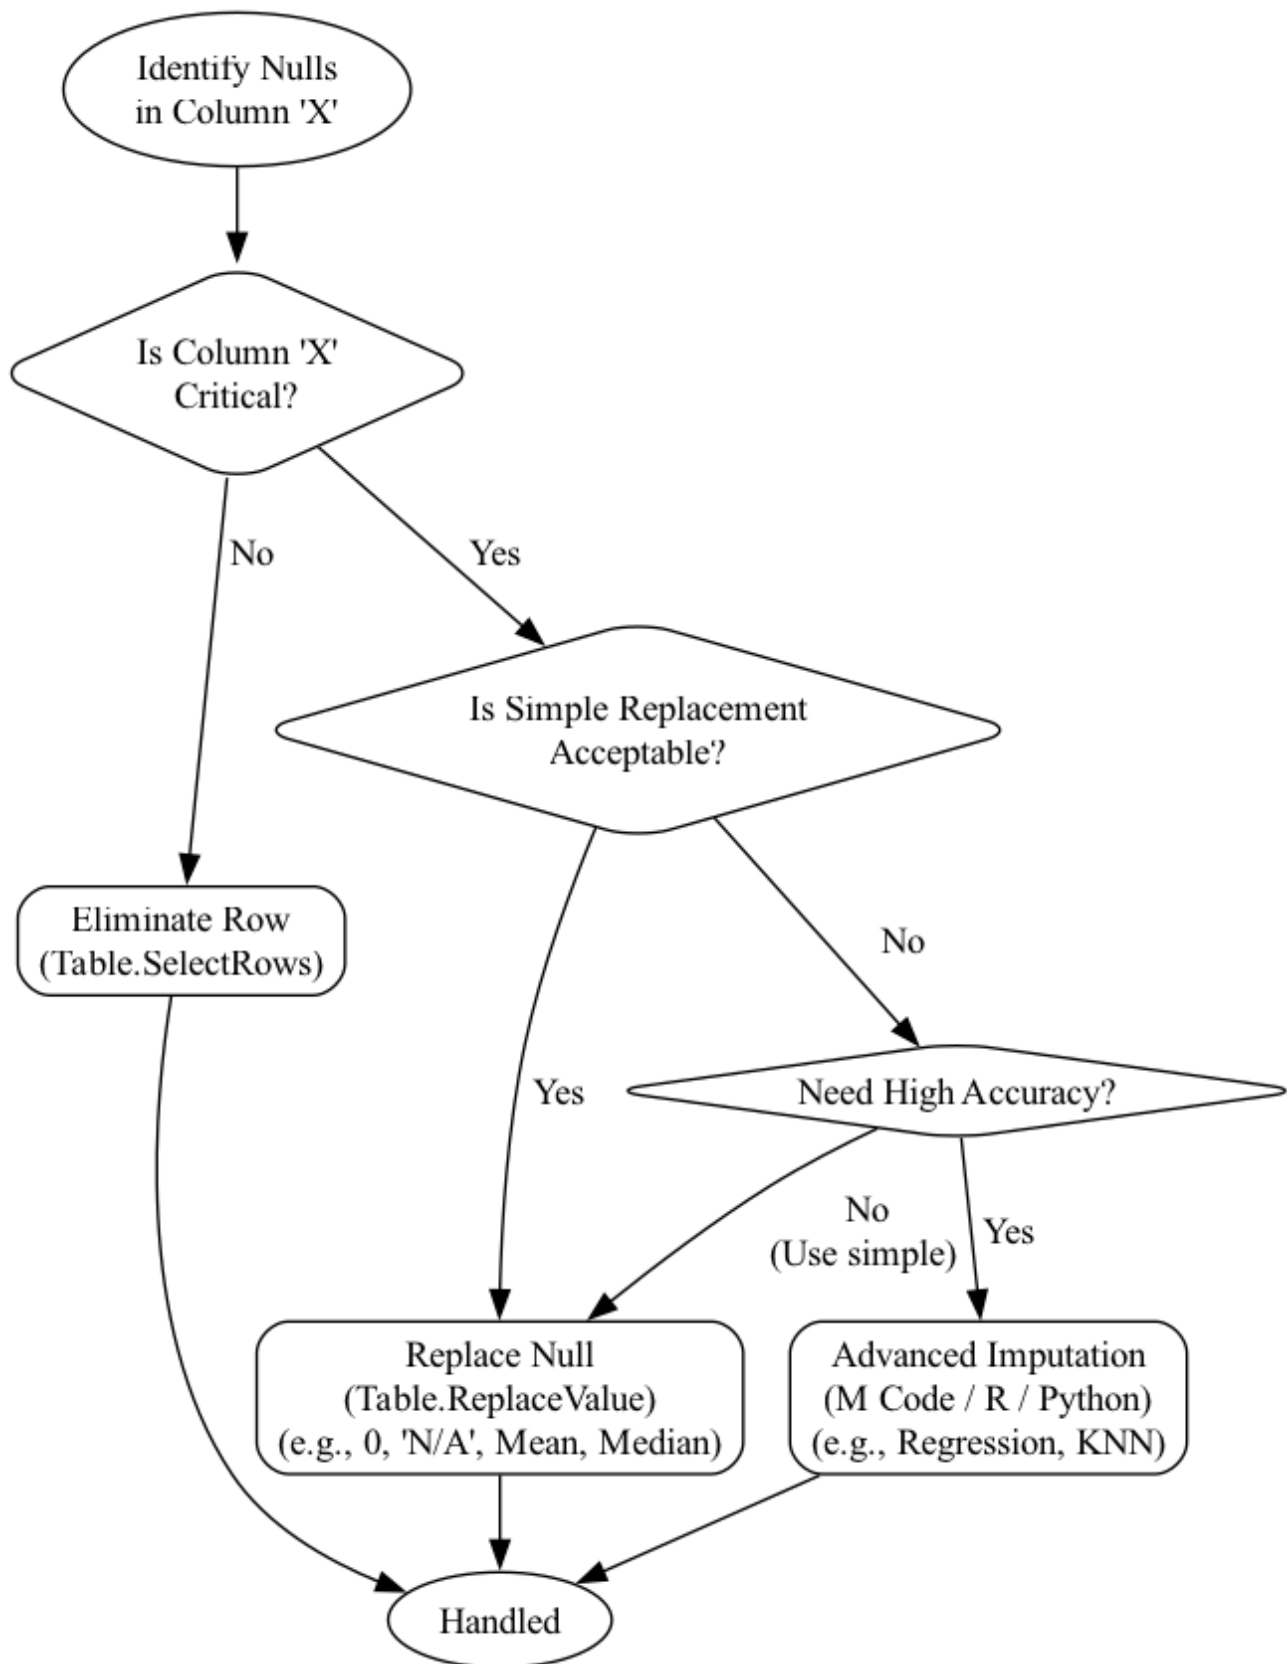 Identify Nulls
in Column 'X'
Is Column 'X'
Critical?
No
Yes
Is Simple Replacement
Acceptable?
Eliminate Row
(Table.SelectRows)
No
Yes
Need High Accuracy?
No
(Use simple)
Yes
Replace Null
(Table.ReplaceValue)
(e.g., 0, 'N/A', Mean, Median)
Advanced Imputation
(M Code / R / Python)
(e.g., Regression, KNN)
Handled